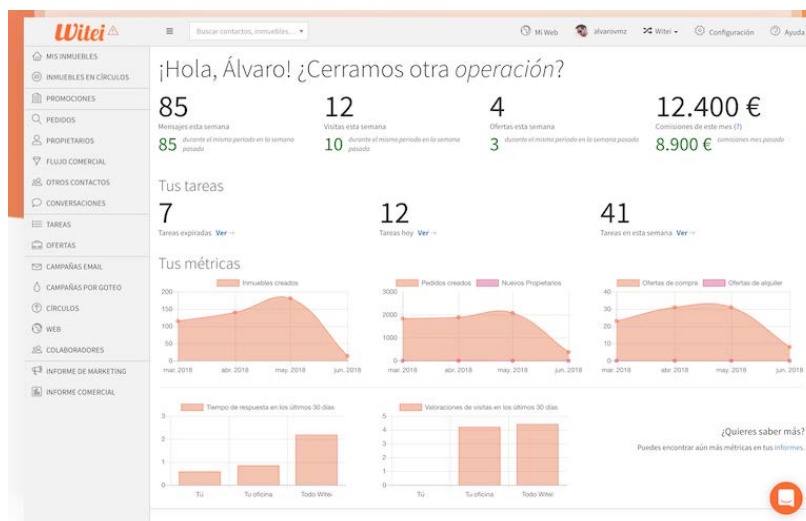 Witei
Buscar contactos, inmuebles,...
Mi Web
alvarovmz
Witei
Configuración
Ayuda
MIS INMUEBLES
INMUEBLES EN CÍRCULOS
PROMOCIONES
PEDIDOS
PROPIETARIOS
FLUJO COMERCIAL
OTROS CONTACTOS
CONVERSACIONES
TAREAS
OFERTAS
CAMPAÑAS EMAIL
CAMPAÑAS POR GOTEO
CÍRCULOS
WEB
COLABORADORES
INFORME DE MARKETING
INFORME COMERCIAL
¡Hola, Álvaro! ¿Cerramos otra operación?
85
Mensajes esta semana
85 durante el mismo periodo en la semana
pasada
12
Visitas esta semana
10 durante el mismo periodo en la semana
pasada
4
Ofertas esta semana
3 durante el mismo periodo en la semana pasada
12.400 €
Comisiones de este mes (?)
8.900 € comisiones mes pasado
Tus tareas
7
Tareas expiradas Ver →
12
Tareas hoy Ver →
41
Tareas en esta semana Ver →
Tus métricas
Inmuebles creados
200
150
100
50
0
mar. 2018 abr. 2018 may. 2018 jun. 2018
Pedidos creados Nuevos Propietarios
3000
2000
1000
0
mar. 2018 abr. 2018 may. 2018 jun. 2018
Ofertas de compra Ofertas de alquiler
40
30
20
10
0
mar. 2018 abr. 2018 may. 2018 jun. 2018
Tiempo de respuesta en los últimos 30 días
3
2
1
0
Tú Tu oficina Todo Witei
Valoraciones de visitas en los últimos 30 días
5
4
3
2
1
0
Tú Tu oficina Todo Witei
¿Quieres saber más?
Puedes encontrar aún más métricas en tus informes.